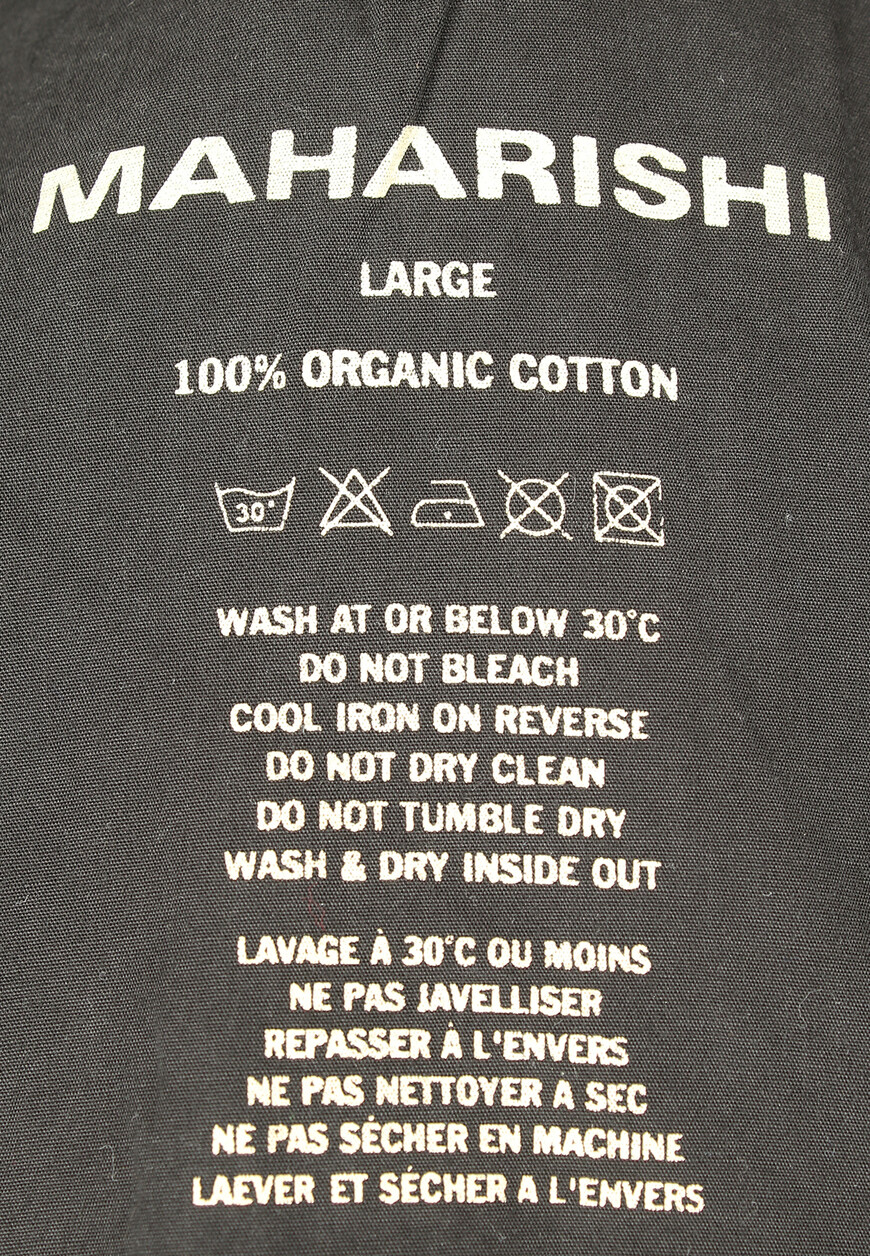 MAHARISHI
LARGE
100% ORGANIC COTTON
30°
WASH AT OR BELOW 30°C
DO NOT BLEACH
COOL IRON ON REVERSE
DO NOT DRY CLEAN
DO NOT TUMBLE DRY
WASH & DRY INSIDE OUT
LAVAGE À 30°C OU MOINS
NE PAS JAVELLISER
REPASSER À L'ENVERS
NE PAS NETTOYER A SEC
NE PAS SÉCHER EN MACHINE
LAEVER ET SÉCHER A L'ENVERS